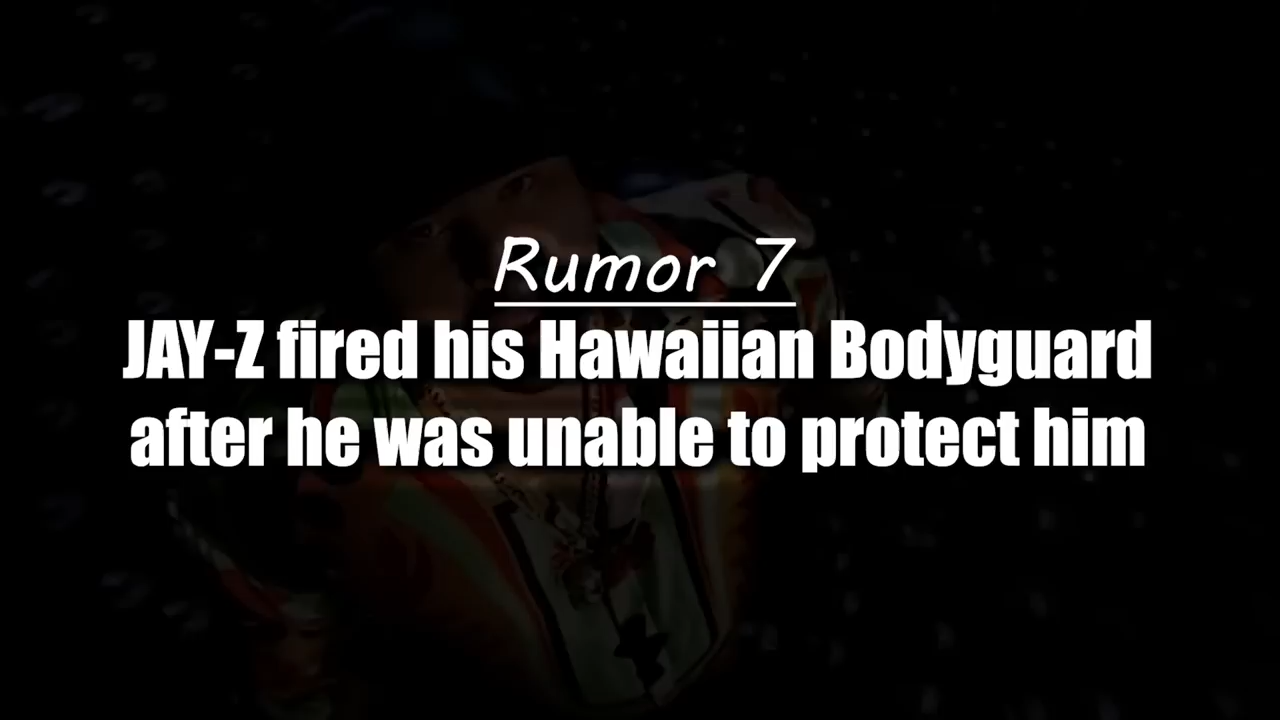 Rumor 7
JAY-Z fired his Hawaiian Bodyguard
after he was unable to protect him